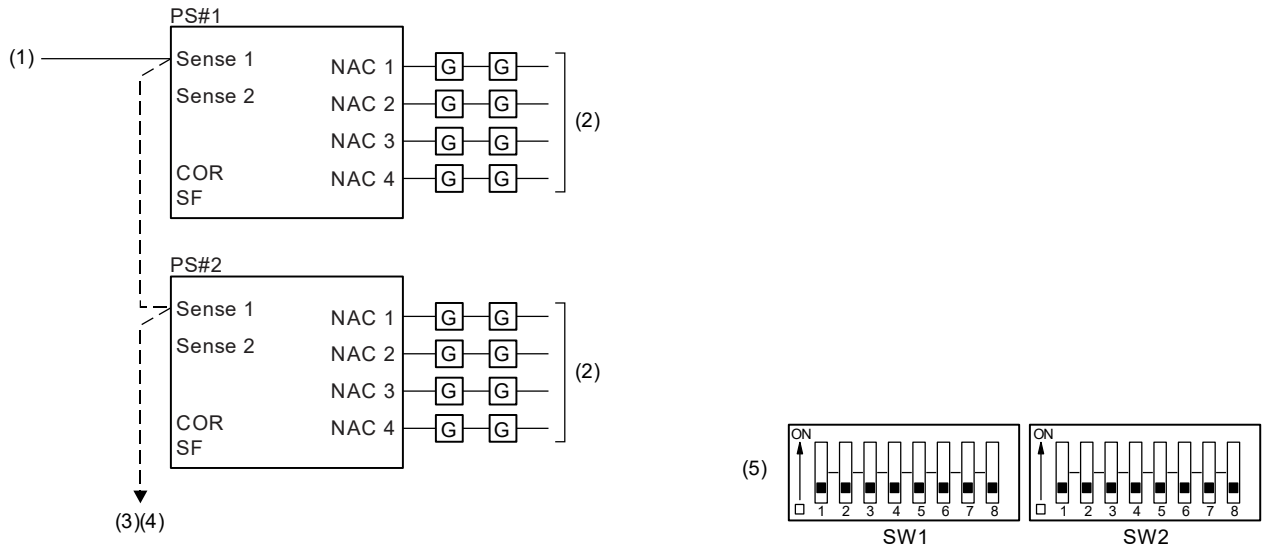 PS#1
(1)
Sense 1
NAC 1 G G
Sense 2
NAC 2 G G
(2)
NAC 3 G G
COR
NAC 4 G G
SF
PS#2
Sense 1
NAC 1 G G
Sense 2
NAC 2 G G
(2)
NAC 3 G G
COR
NAC 4 G G
SF
(3)(4)
(5)
ON
1 2 3 4 5 6 7 8
SW1
ON
1 2 3 4 5 6 7 8
SW2